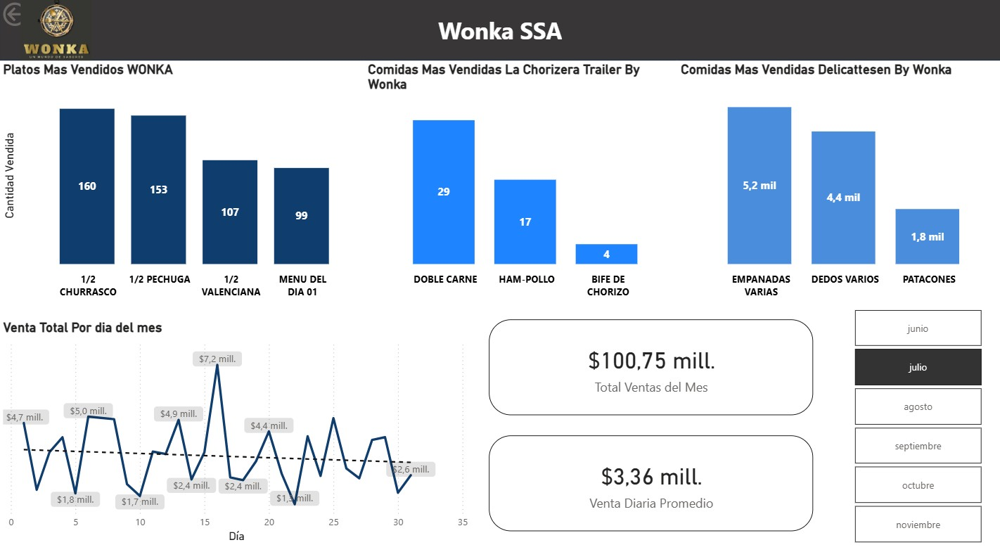 WONKA
UN MUNDO DE SABORES
Wonka SSA
Platos Mas Vendidos WONKA
Cantidad Vendida
160
153
107
99
1/2
CHURRASCO
1/2 PECHUGA
1/2
VALENCIANA
MENU DEL
DIA 01
Comidas Mas Vendidas La Chorizera Trailer By
Wonka
29
17
4
DOBLE CARNE
HAM-POLLO
BIFE DE
CHORIZO
Comidas Mas Vendidas Delicattesen By Wonka
5,2 mil
4,4 mil
1,8 mil
EMPANADAS
VARIAS
DEDOS VARIOS
PATACONES
Venta Total Por dia del mes
$4,7 mill.
$1,8 mill.
$5,0 mill.
$1,7 mill.
$4,9 mill.
$2,4 mill.
$7,2 mill.
$2,4 mill.
$4,4 mill.
$1,3 mill.
$2,6 mill.
0
5
10
15
20
25
30
35
Día
$100,75 mill.
Total Ventas del Mes
$3,36 mill.
Venta Diaria Promedio
junio
julio
agosto
septiembre
octubre
noviembre